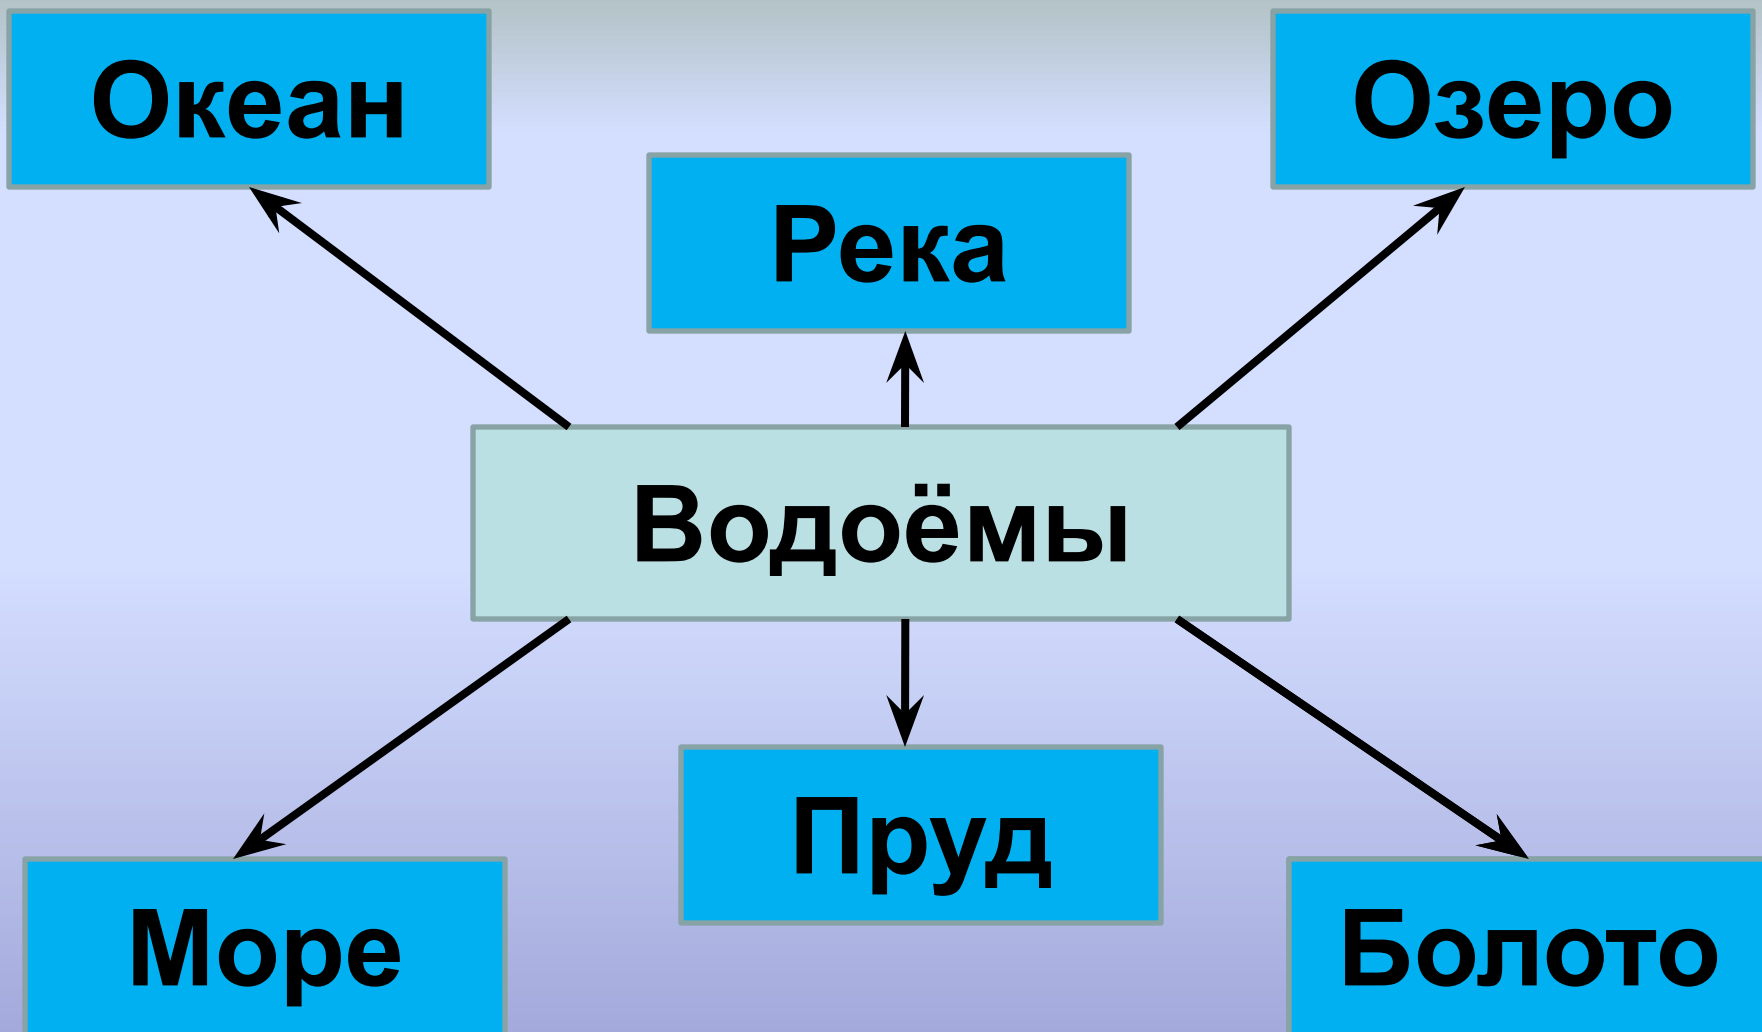 Океан
Озеро
Река
Водоёмы
Пруд
Море
Болото